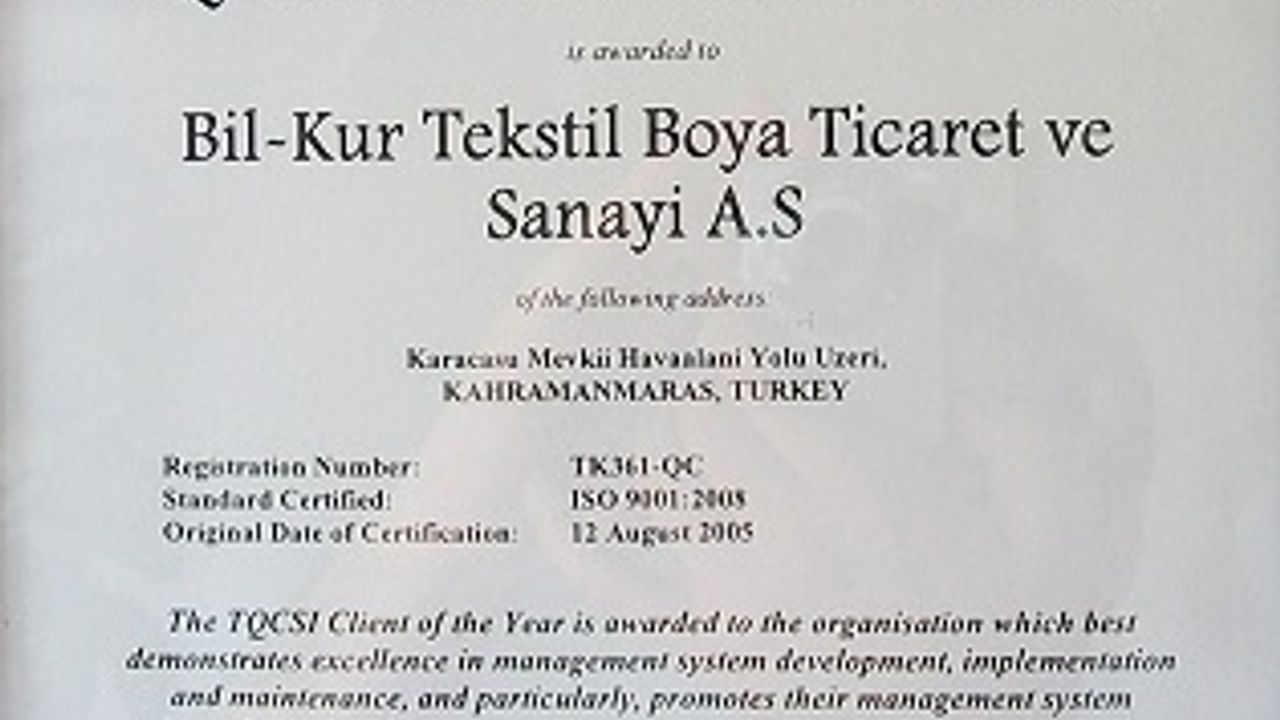 is awarded to
Bil-Kur Tekstil Boya Ticaret ve
Sanayi A.S
of the following address
Karacasu Mevkii Havaalani Yolu Uzeri,
KAHRAMANMARAS, TURKEY
Registration Number: TK361-QC
Standard Certified: ISO 9001:2008
Original Date of Certification: 12 August 2005
The TQCSI Client of the Year is awarded to the organisation which best
demonstrates excellence in management system development, implementation
and maintenance, and particularly, promotes their management system